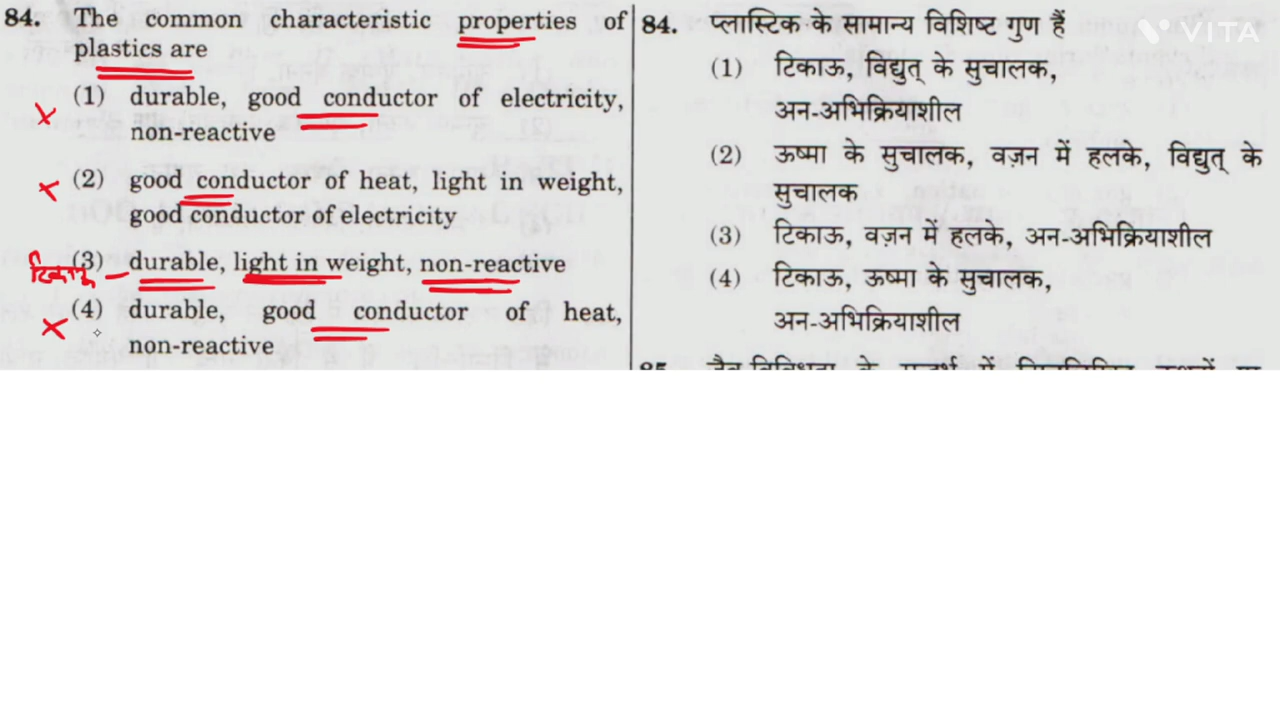 84. The common characteristic properties of
plastics are
(1) durable, good conductor of electricity,
non-reactive
(2) good conductor of heat, light in weight,
good conductor of electricity
टिकाऊ (3) durable, light in weight, non-reactive
(4) durable, good conductor of heat,
non-reactive
84. प्लास्टिक के सामान्य विशिष्ट गुण हैं
(1) टिकाऊ, विद्युत् के सुचालक,
अन-अभिक्रियाशील
(2) ऊष्मा के सुचालक, वज़न में हलके, विद्युत् के
सुचालक
(3) टिकाऊ, वज़न में हलके, अन-अभिक्रियाशील
(4) टिकाऊ, ऊष्मा के सुचालक,
अन-अभिक्रियाशील
85.
VITA